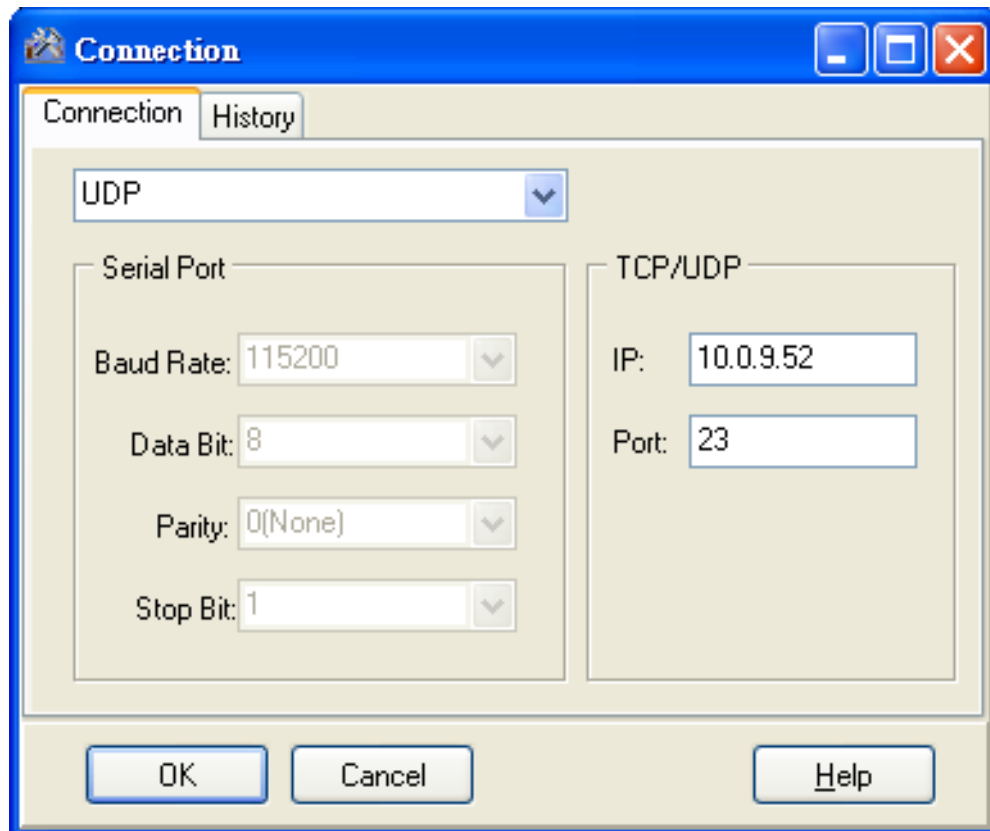 Connection
Connection History
UDP
Serial Port
Baud Rate: 115200
Data Bit: 8
Parity: 0(None)
Stop Bit: 1
TCP/UDP
IP: 10.0.9.52
Port: 23
OK Cancel Help